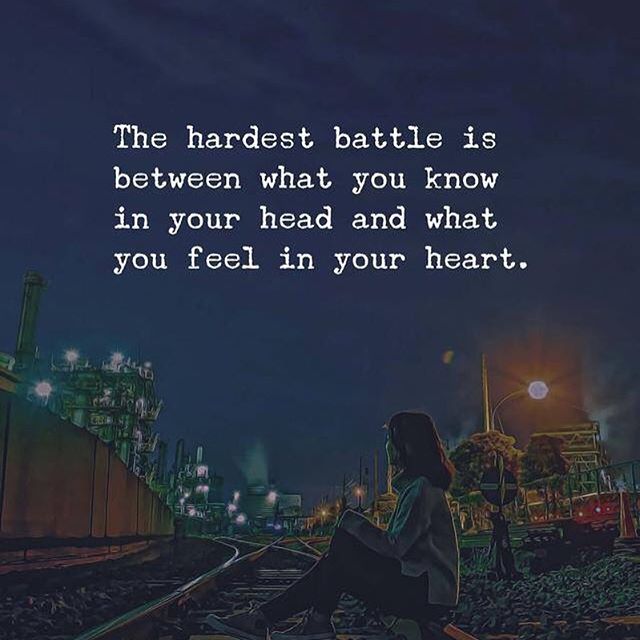 The hardest battle is
between what you know
in your head and what
you feel in your heart.